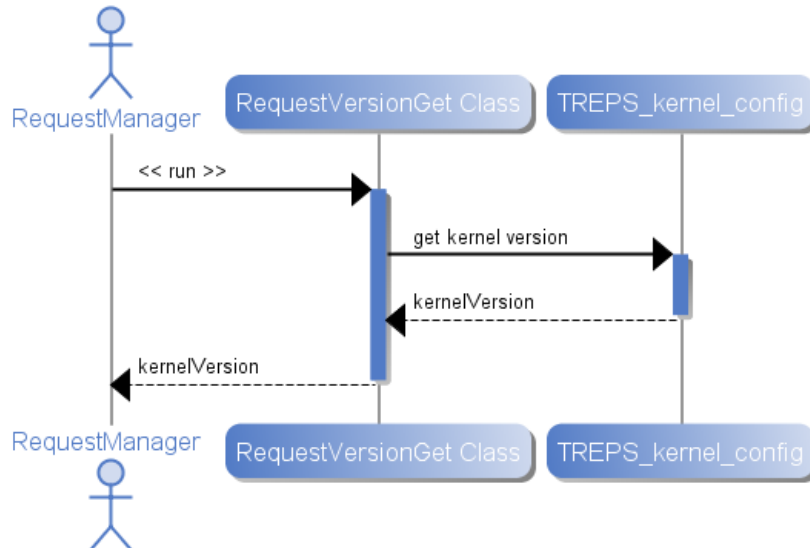 RequestManager
RequestVersionGet Class
TREPS_kernel_config
<< run >>
get kernel version
kernelVersion
kernelVersion
RequestManager
RequestVersionGet Class
TREPS_kernel_config